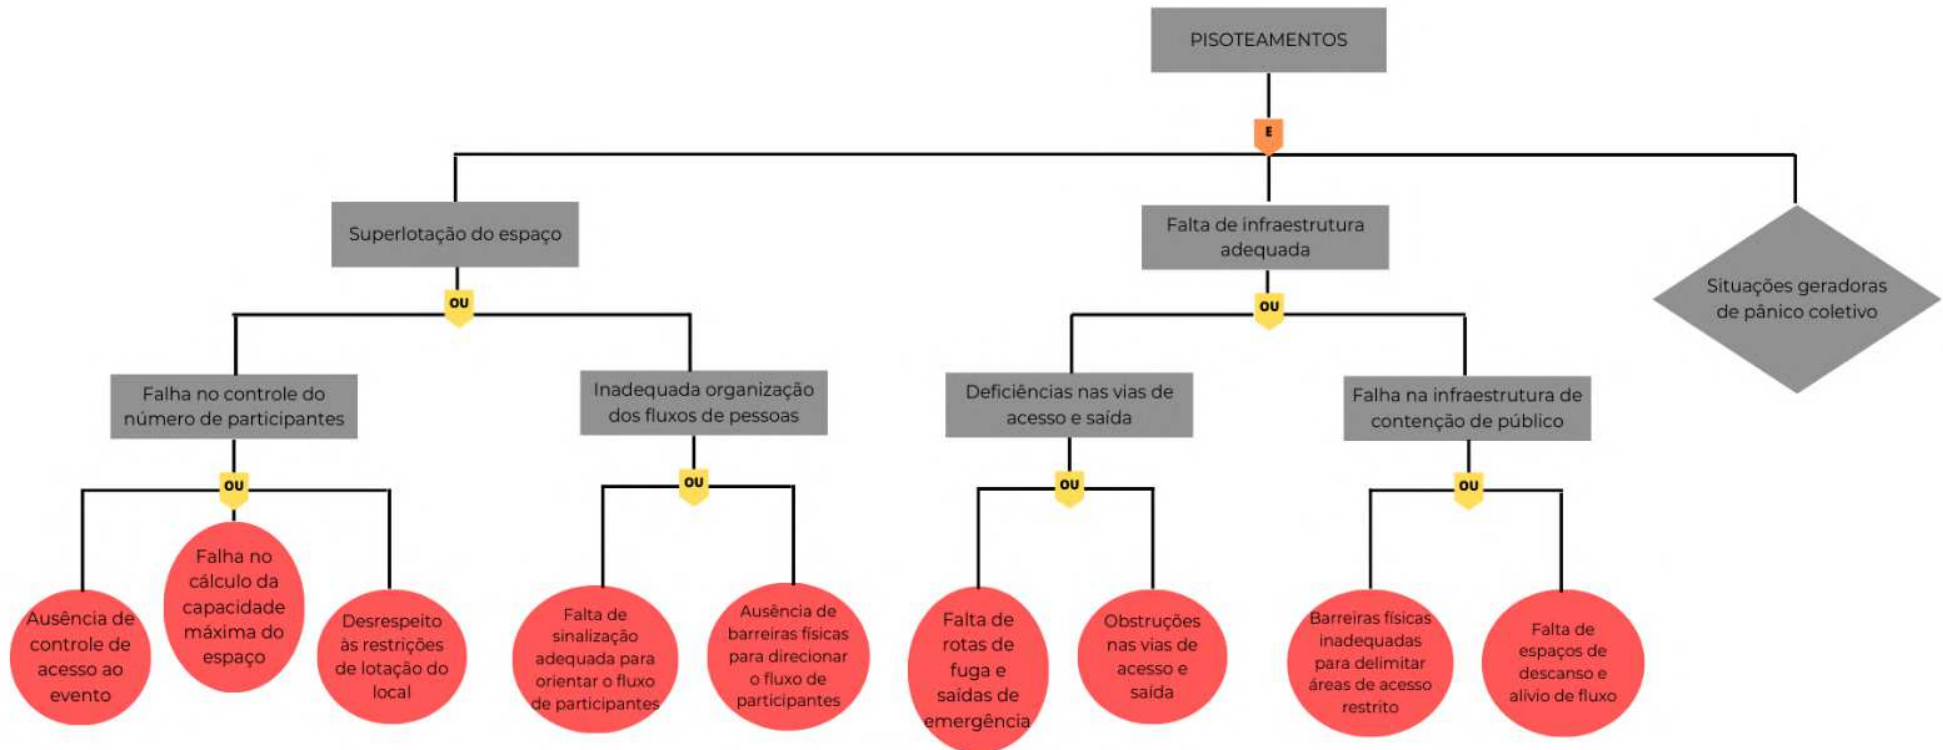 PISOTEAMENTOS
E
Superlotação do espaço
Falta de infraestrutura
adequada
Situações geradoras
de pânico coletivo
OU
OU
Falha no controle do
número de participantes
Inadequada organização
dos fluxos de pessoas
Deficiências nas vias de
acesso e saída
Falha na infraestrutura de
contenção de público
OU
OU
OU
OU
Ausência de
controle de
acesso ao
evento
Falha no
cálculo da
capacidade
máxima do
espaço
Desrespeito
às restrições
de lotação do
local
Falta de
sinalização
adequada para
orientar o fluxo
de participantes
Ausência de
barreiras físicas
para direcionar
o fluxo de
participantes
Falta de
rotas de
fuga e
saídas de
emergência
Obstruções
nas vias de
acesso e
saída
Barreiras físicas
inadequadas
para delimitar
áreas de acesso
restrito
Falta de
espaços de
descanso e
alívio de fluxo